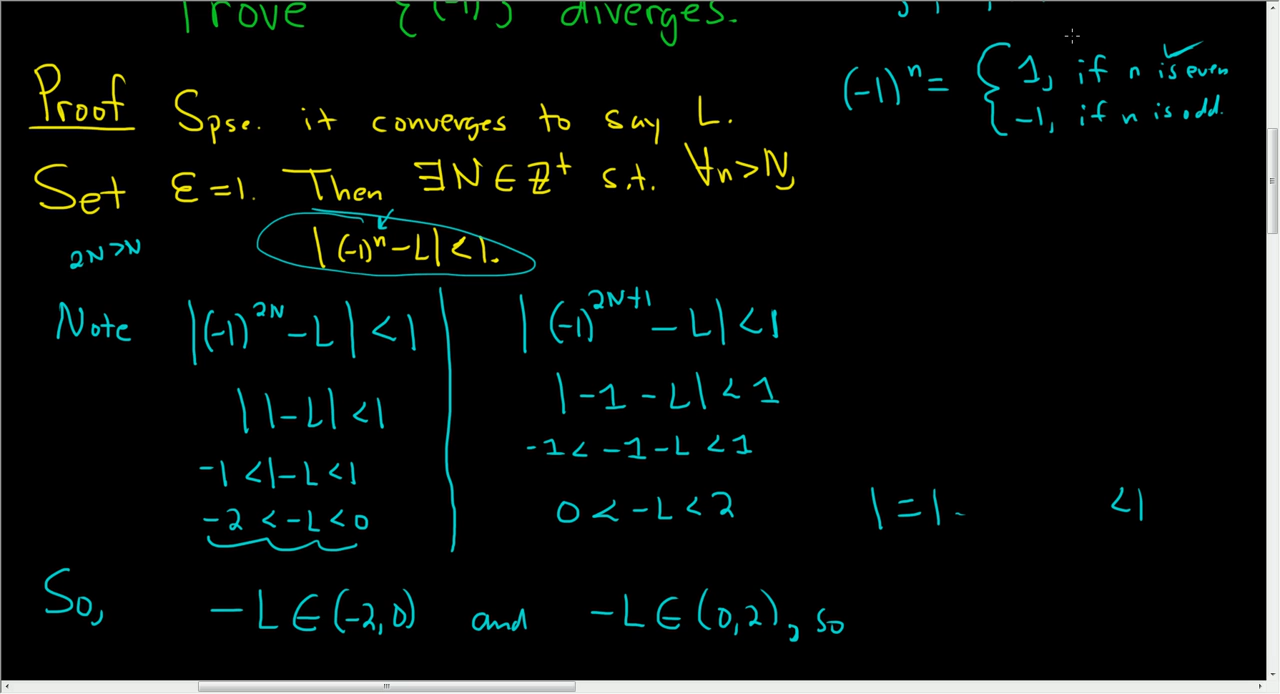 Prove {(-1)ⁿ} diverges.
(-1)ⁿ = { 1, if n is even
-1, if n is odd.
Proof Spse. it converges to say L.
Set ε = 1. Then ∃N ∈ ℤ⁺ s.t. ∀n > N,
2N > N
|(-1)ⁿ - L| < 1.
Note |(-1)²ᴺ - L| < 1
|1 - L| < 1
-1 < 1 - L < 1
-2 < -L < 0
|(-1)²ᴺ⁺¹ - L| < 1
|-1 - L| < 1
-1 < -1 - L < 1
0 < -L < 2
1 = 1 - < 1
So, -L ∈ (-2, 0) and -L ∈ (0, 2), so